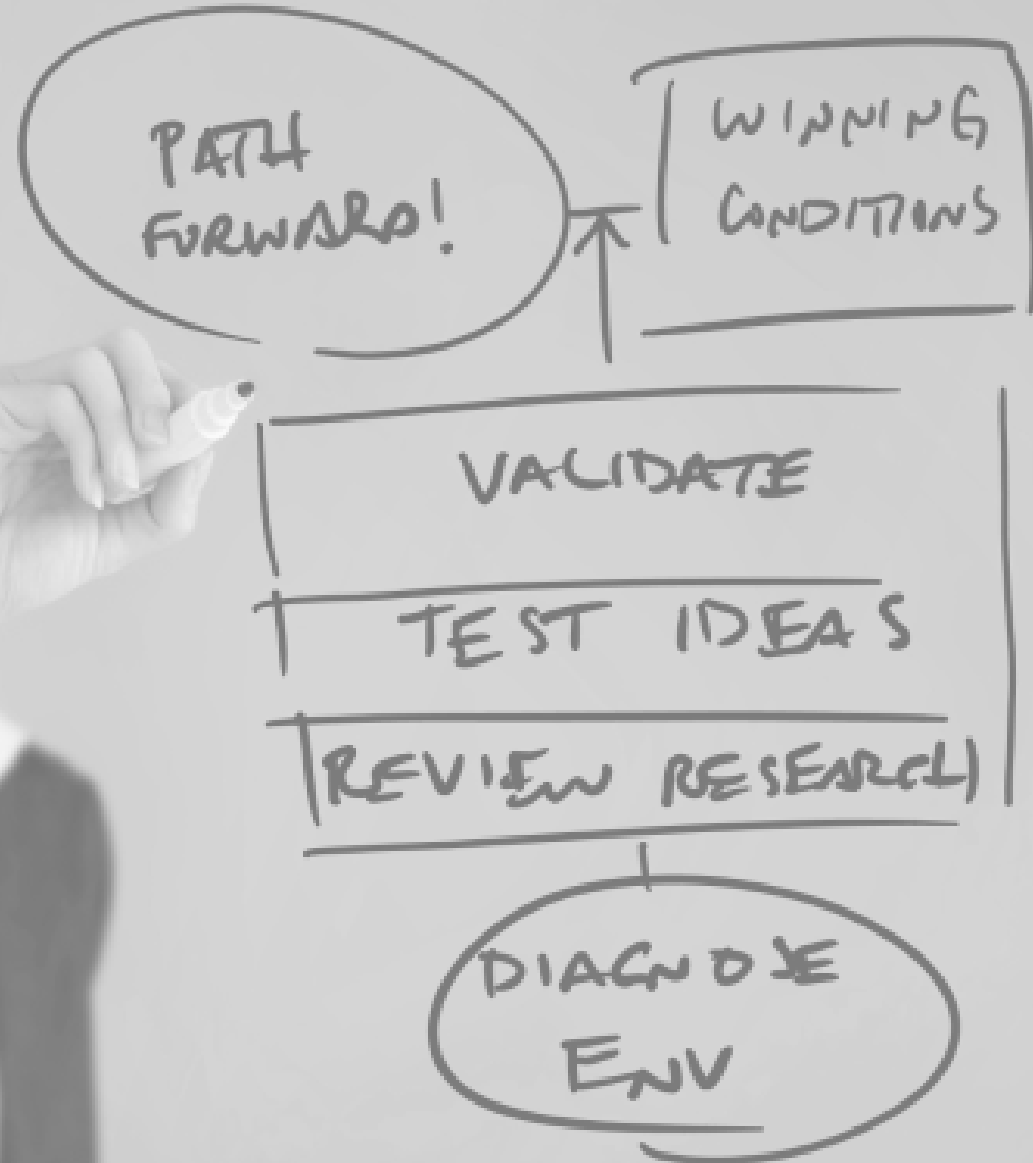 PATH
FORWARD!
WINNING
CONDITIONS
VALIDATE
TEST IDEAS
REVIEW RESEARCH
DIAGNOSE
ENV